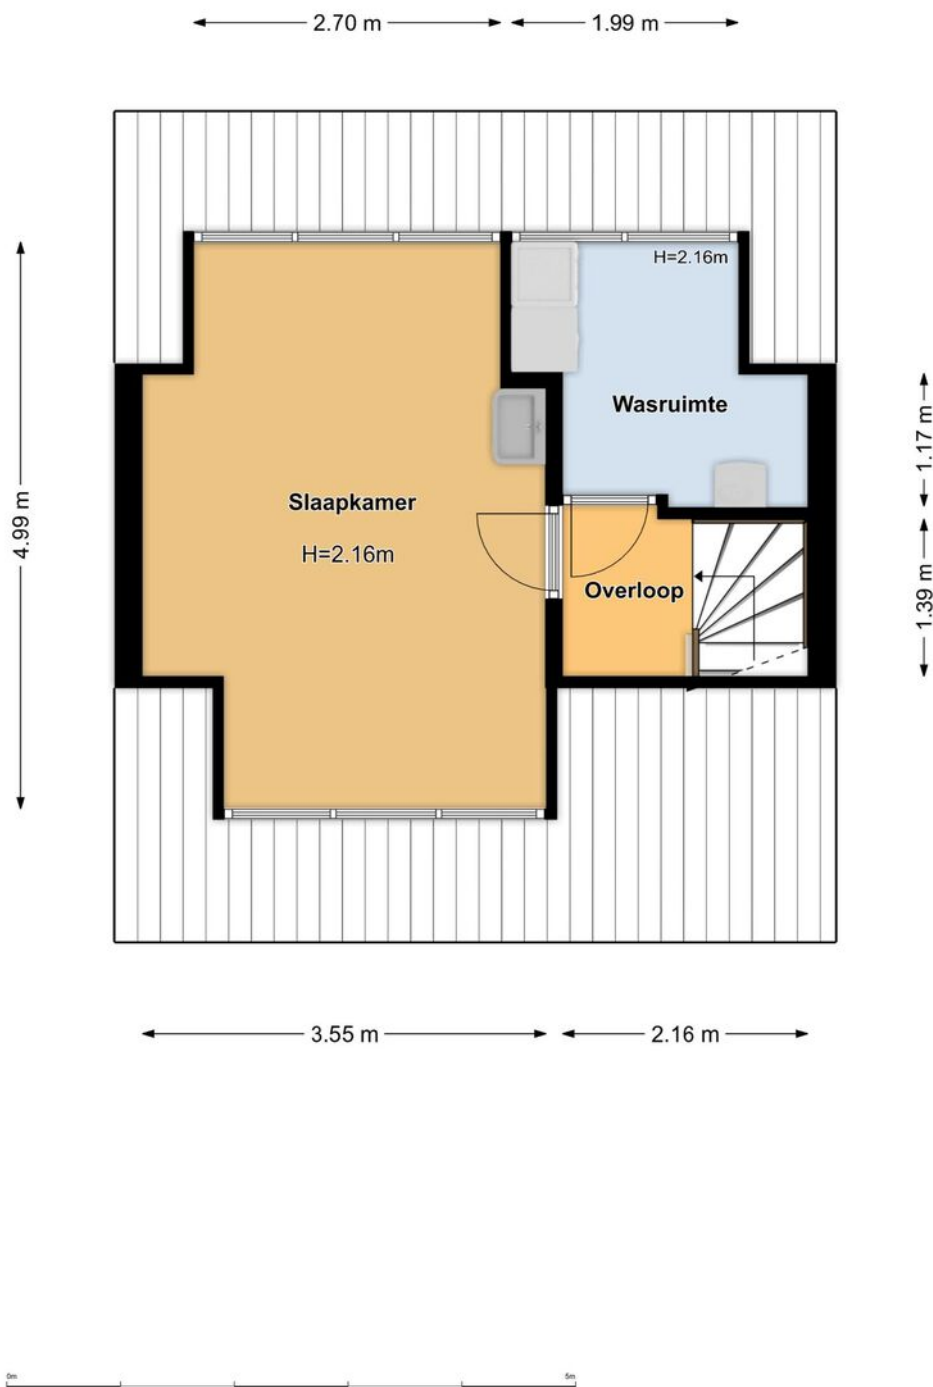 2.70 m
1.99 m
H=2.16m
Wasruimte
1.17 m
Slaapkamer
4.99 m
H=2.16m
Overloop
1.39 m
3.55 m
2.16 m
0m
5m